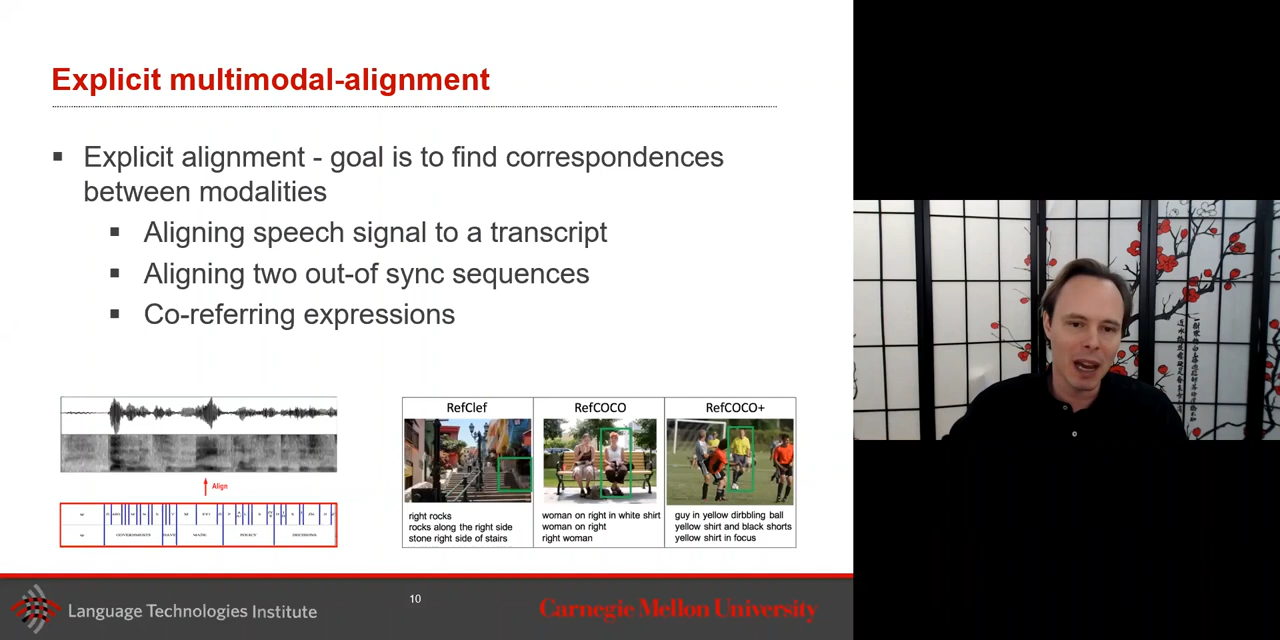 Explicit multimodal-alignment
Explicit alignment - goal is to find correspondences
between modalities
Aligning speech signal to a transcript
Aligning two out-of sync sequences
Co-referring expressions
Align
RefClef
right rocks
rocks along the right side
stone right side of stairs
RefCOCO
woman on right in white shirt
woman on right
right woman
RefCOCO+
guy in yellow dirbbling ball
yellow shirt and black shorts
yellow shirt in focus
Language Technologies Institute
10
Carnegie Mellon University